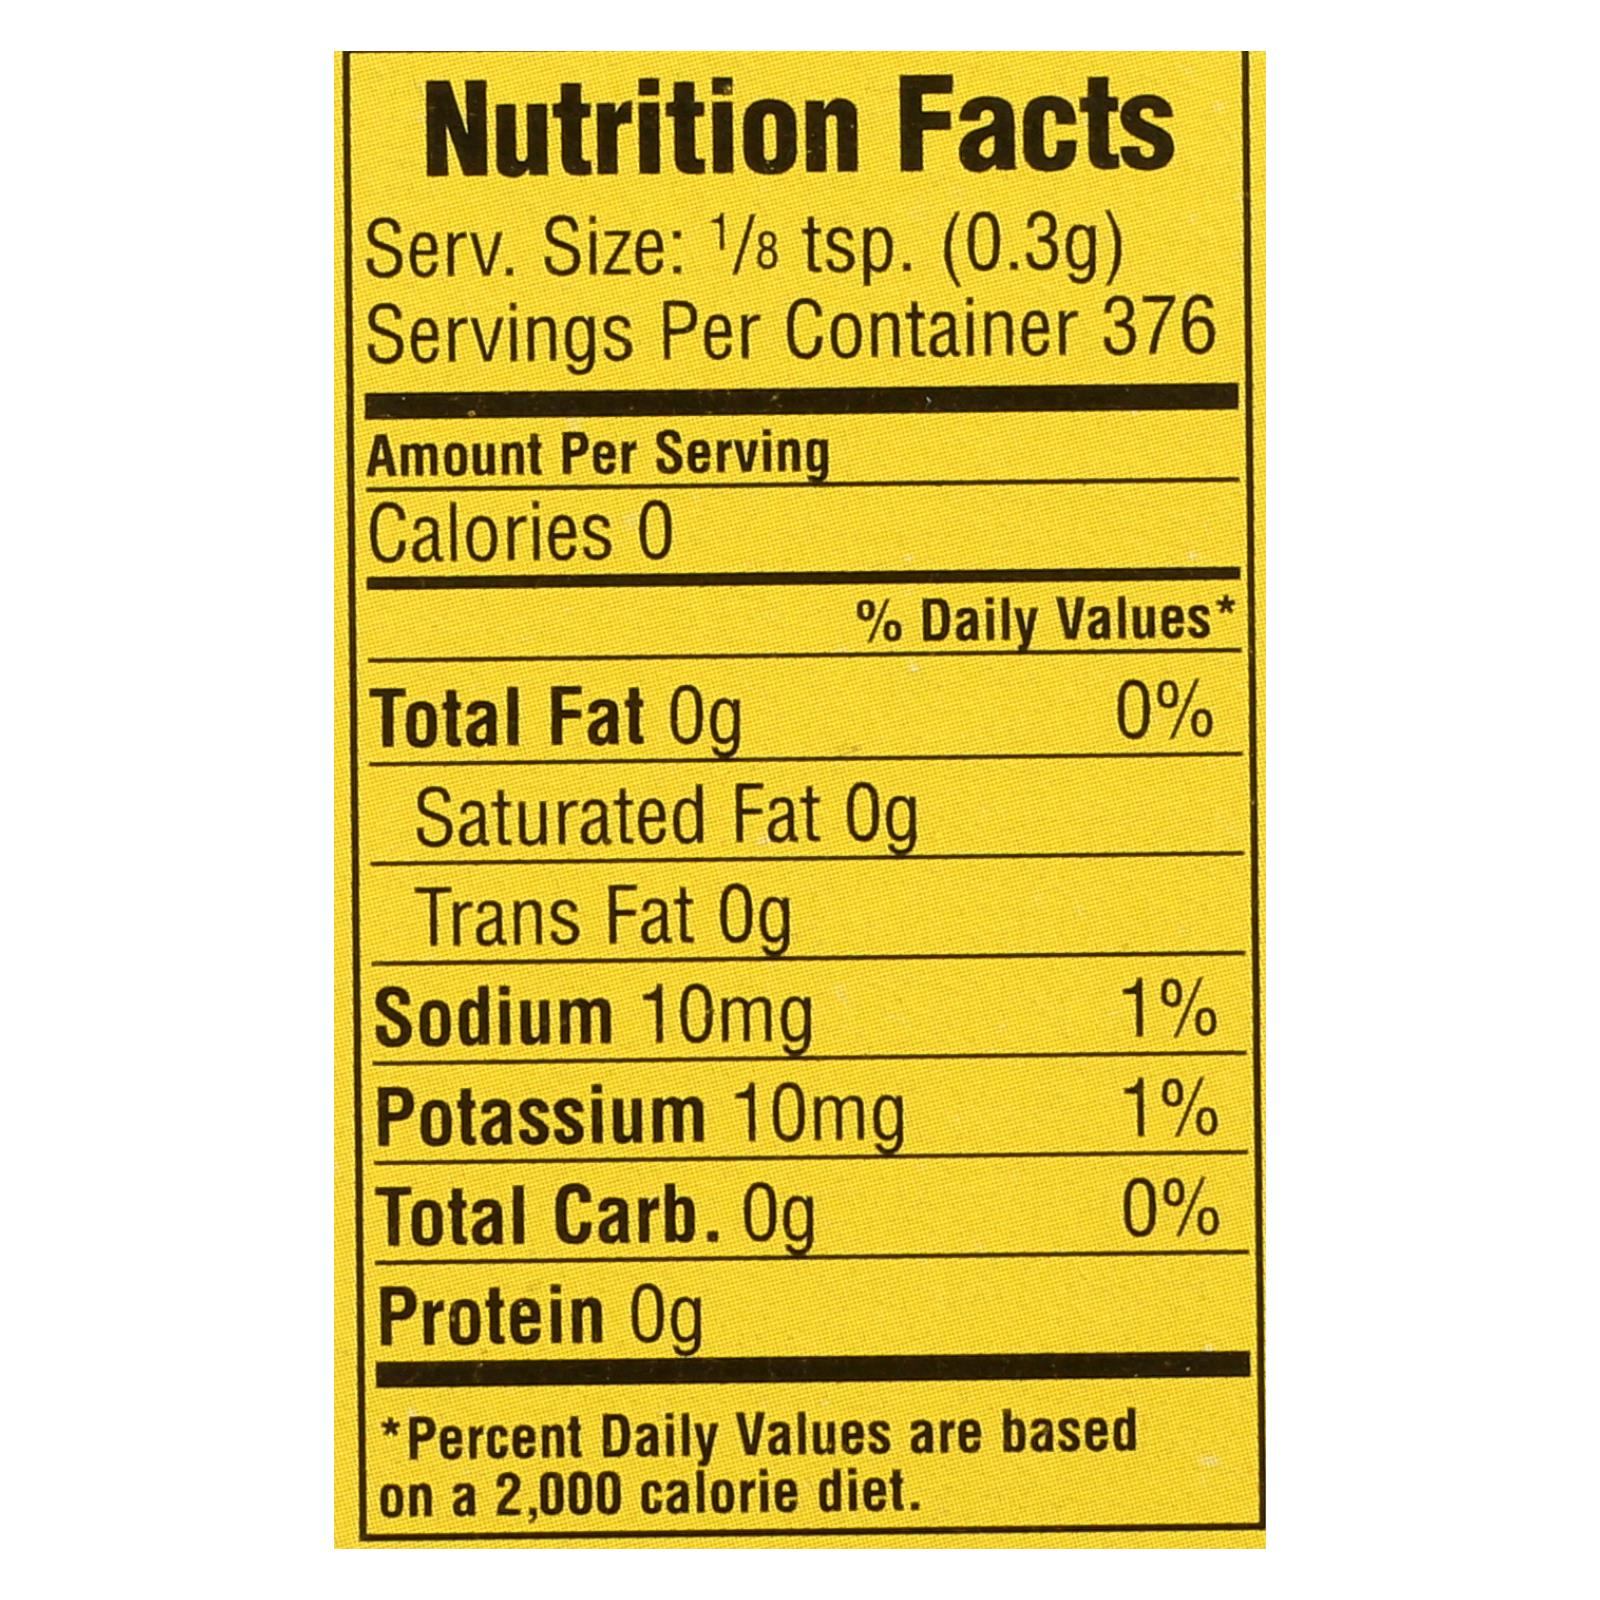 Nutrition Facts
Serv. Size: 1/8 tsp. (0.3g)
Servings Per Container 376
Amount Per Serving
Calories 0
% Daily Values*
Total Fat 0g 0%
Saturated Fat 0g
Trans Fat 0g
Sodium 10mg 1%
Potassium 10mg 1%
Total Carb. 0g 0%
Protein 0g
*Percent Daily Values are based
on a 2,000 calorie diet.